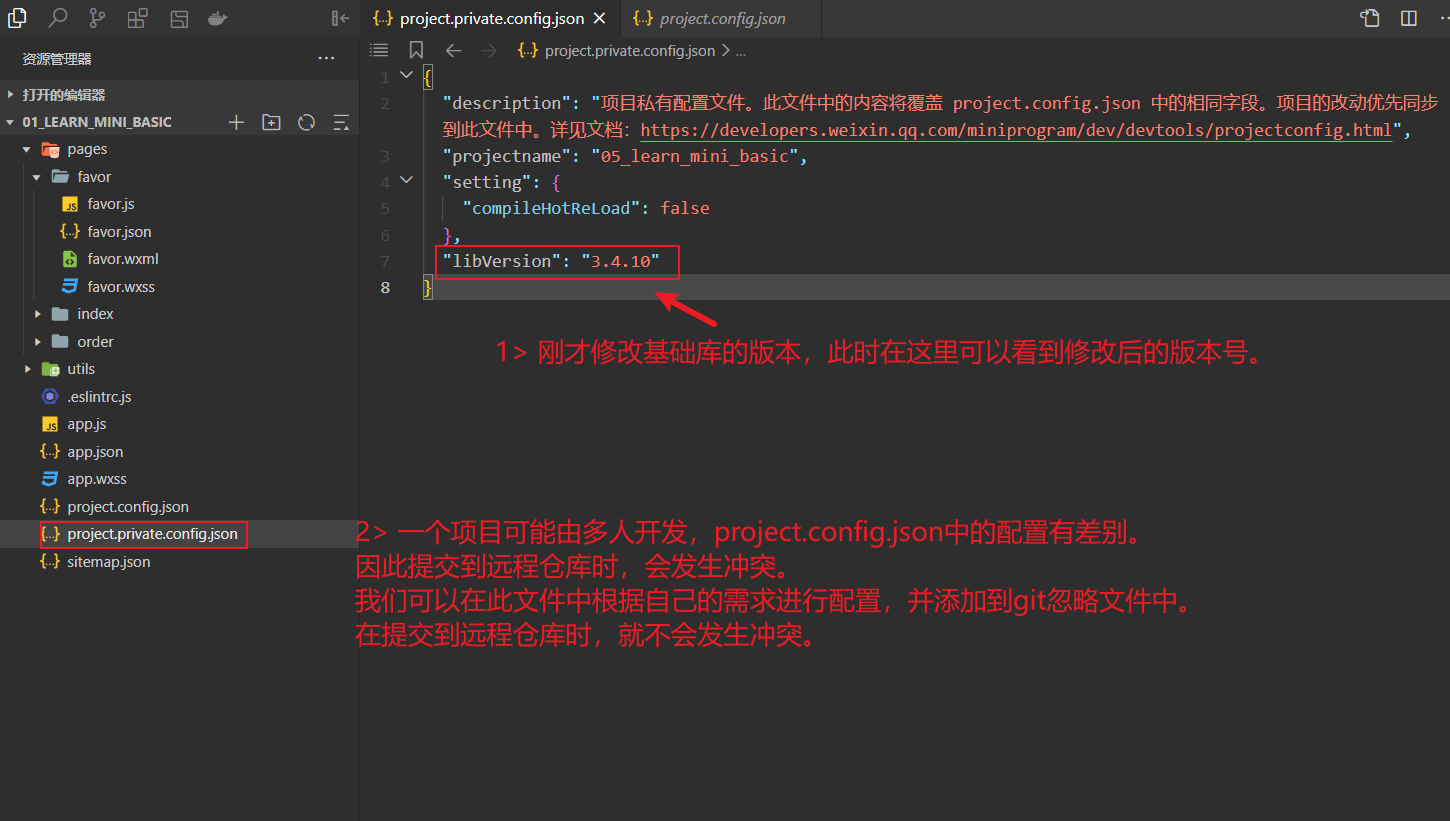 project.private.config.json
project.config.json
资源管理器
project.private.config.json > ...
打开的编辑器
01_LEARN_MINI_BASIC
pages
favor
favor.js
favor.json
favor.wxml
favor.wxss
index
order
utils
.eslintrc.js
app.js
app.json
app.wxss
project.config.json
project.private.config.json
sitemap.json
1 {
2 "description": "项目私有配置文件。此文件中的内容将覆盖 project.config.json 中的相同字段。项目的改动优先同步
到此文件中。详见文档：https://developers.weixin.qq.com/miniprogram/dev/devtools/projectconfig.html",
3 "projectname": "05_learn_mini_basic",
4 "setting": {
5 "compileHotReLoad": false
6 },
7 "libVersion": "3.4.10"
8 }
1> 刚才修改基础库的版本，此时在这里可以看到修改后的版本号。
2> 一个项目可能由多人开发，project.config.json中的配置有差别。
因此提交到远程仓库时，会发生冲突。
我们可以在此文件中根据自己的需求进行配置，并添加到git忽略文件中。
在提交到远程仓库时，就不会发生冲突。